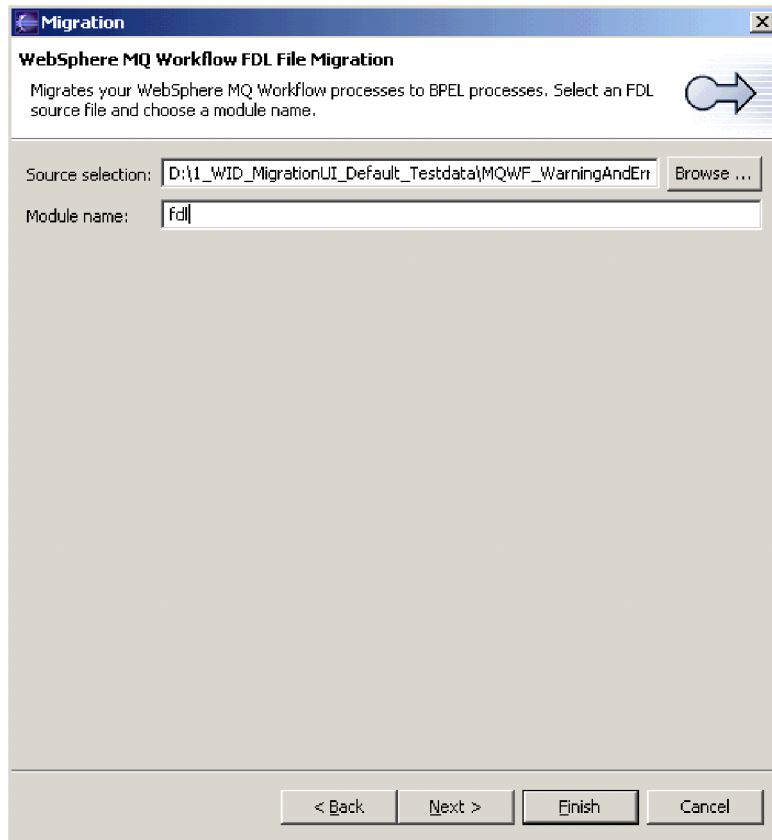 Migration
WebSphere MQ Workflow FDL File Migration
Migrates your WebSphere MQ Workflow processes to BPEL processes. Select an FDL
source file and choose a module name.
Source selection: D:\1_WID_MigrationUI_Default_Testdata\MQWF_WarningAndErr Browse ...
Module name: fdl
< Back Next > Finish Cancel